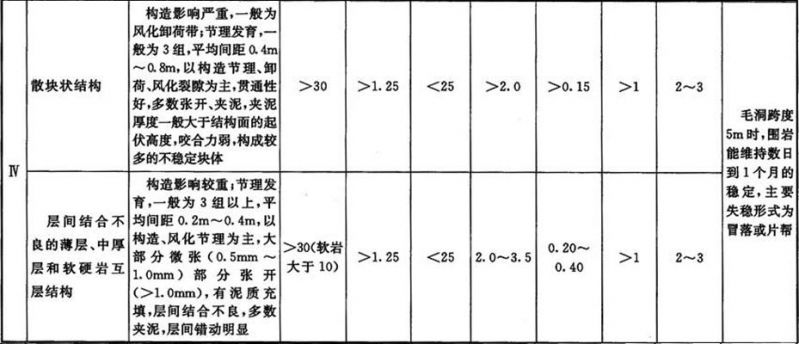 Ⅳ
散块状结构
构造影响严重,一般为
风化卸荷带;节理发育,一
般为3组,平均间距0.4m
~0.8m,以构造节理、卸
荷、风化裂隙为主,贯通性
好,多数张开、夹泥,夹泥
厚度一般大于结构面的起
伏高度,咬合力弱,构成较
多的不稳定块体
>30
>1.25
<25
>2.0
>0.15
>1
2~3
层间结合不
良的薄层、中厚
层和软硬岩互
层结构
构造影响较重;节理发
育,一般为3组以上,平
均间距0.2m~0.4m,以
构造、风化节理为主,大
部分微张(0.5mm~
1.0mm)部分张开
(>1.0mm),有泥质充
填,层间结合不良,多数
夹泥,层间错动明显
>30(软岩
大于10)
>1.25
<25
2.0~3.5
0.20~
0.40
>1
2~3
毛洞跨度
5m时,围岩
能维持数日
到1个月的
稳定,主要
失稳形式为
冒落或片帮